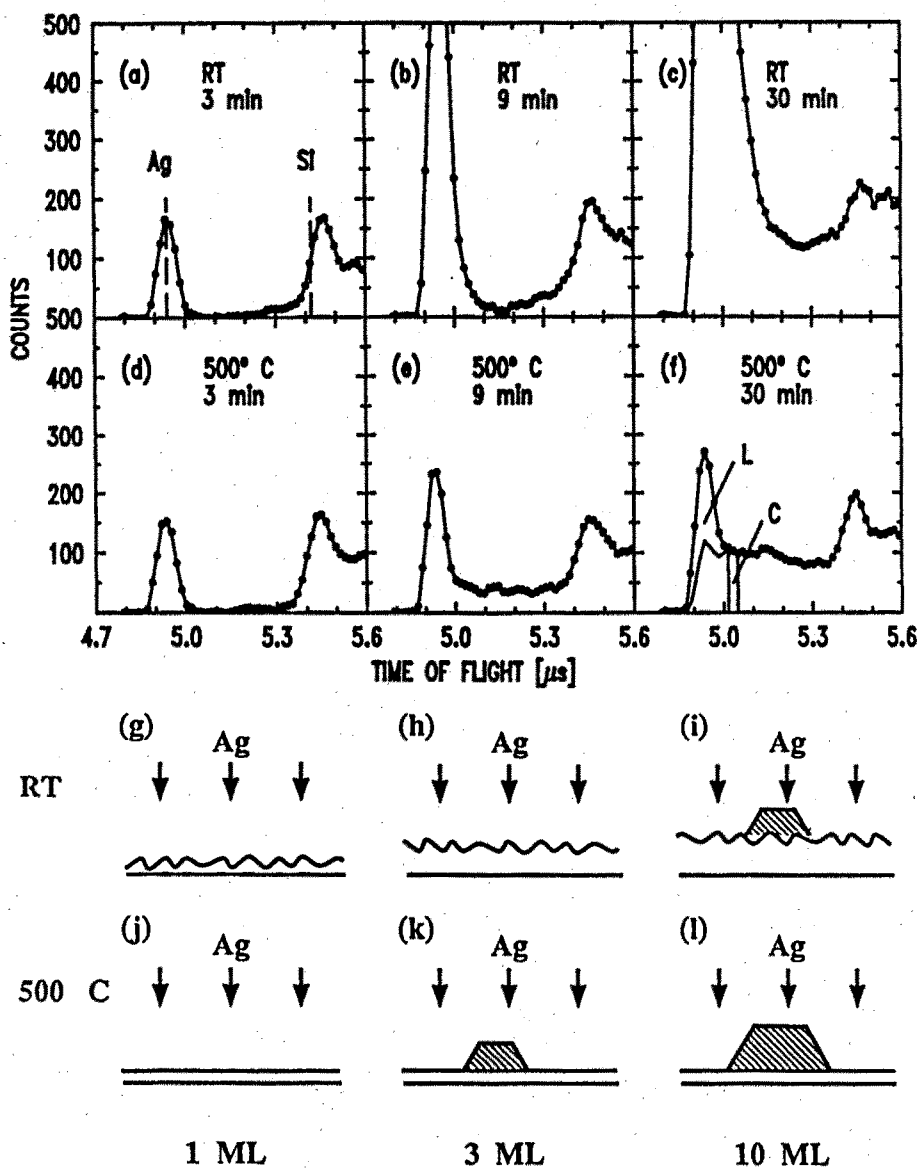 500
400
300
200
100
500
400
300
200
100
COUNTS
(a)
RT
3 min
Ag
Si
(b)
RT
9 min
(c)
RT
30 min
(d)
500° C
3 min
(e)
500° C
9 min
(f)
500° C
30 min
L
C
4.7 5.0 5.3 5.6 5.0 5.3 5.6 5.0 5.3 5.6
TIME OF FLIGHT [μs]
(g)
Ag
(h)
Ag
(i)
Ag
RT
(j)
Ag
(k)
Ag
(l)
Ag
500 C
1 ML
3 ML
10 ML